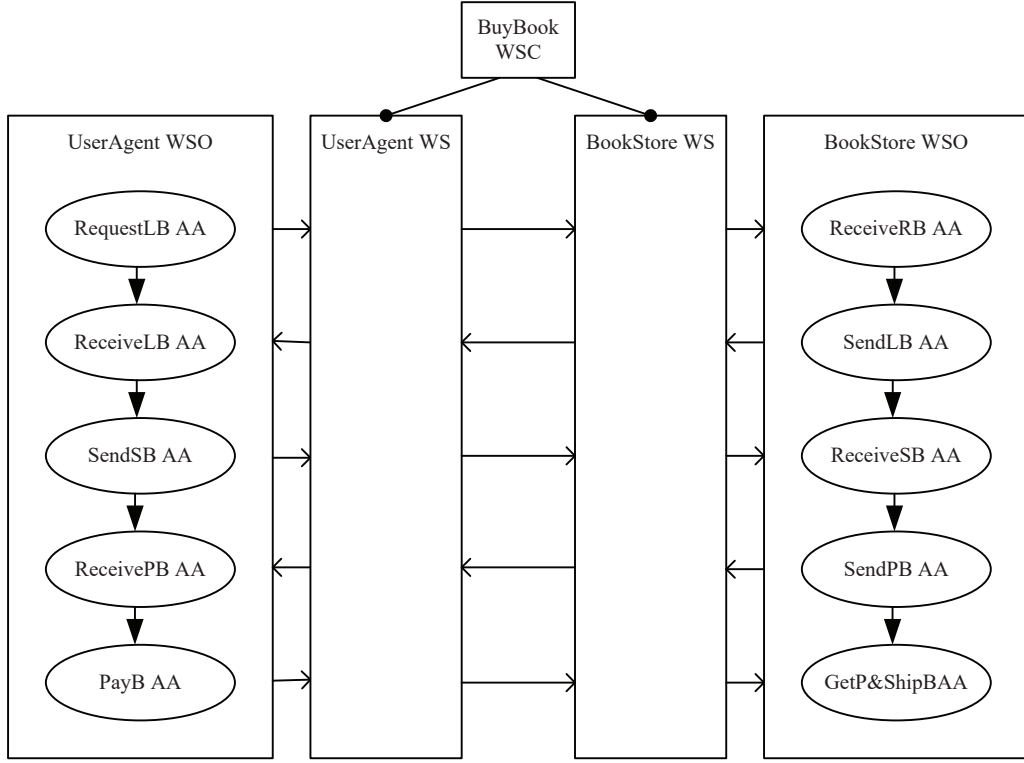 BuyBook
WSC
UserAgent WSO
UserAgent WS
BookStore WS
BookStore WSO
RequestLB AA
ReceiveRB AA
ReceiveLB AA
SendLB AA
SendSB AA
ReceiveSB AA
ReceivePB AA
SendPB AA
PayB AA
GetP&ShipBAA